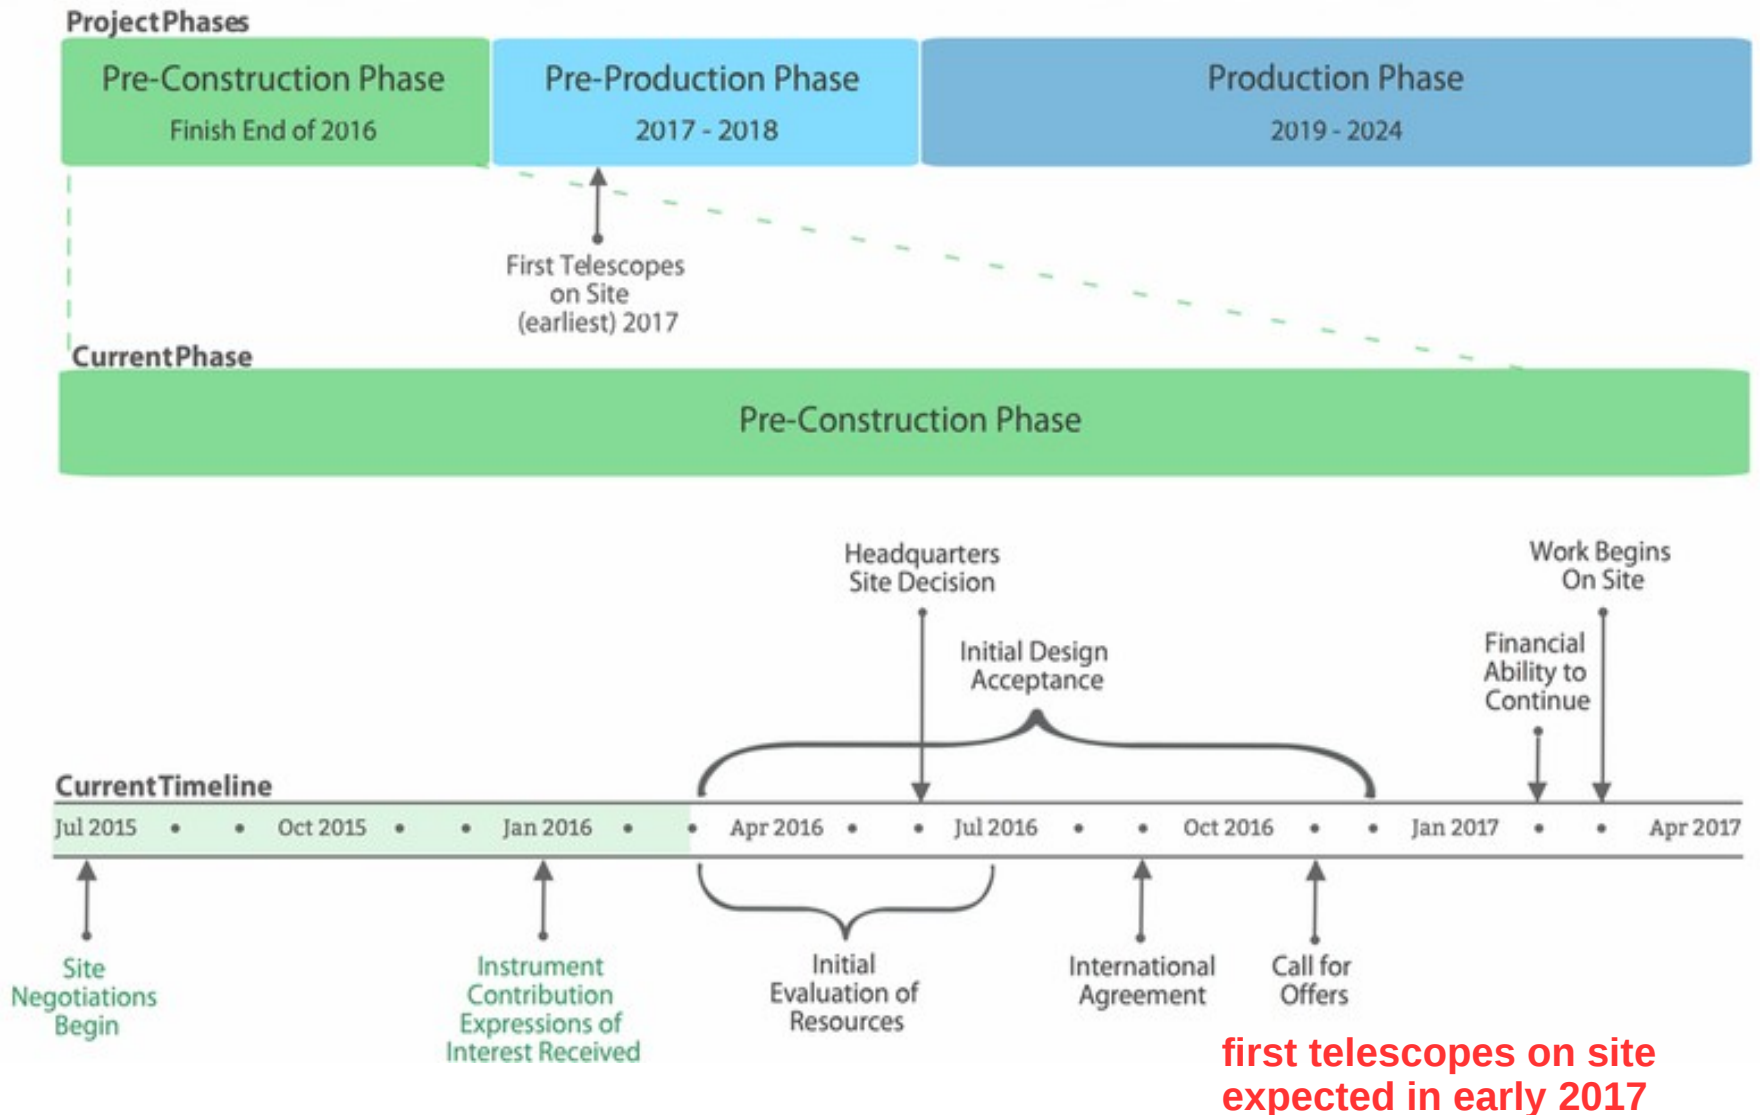 Project Phases
Pre-Construction Phase
Finish End of 2016
Pre-Production Phase
2017 - 2018
Production Phase
2019 - 2024
First Telescopes
on Site
(earliest) 2017
Current Phase
Pre-Construction Phase
Headquarters
Site Decision
Initial Design
Acceptance
Financial
Ability to
Continue
Work Begins
On Site
Current Timeline
Jul 2015 • • Oct 2015 • • Jan 2016 • • Apr 2016 • • Jul 2016 • • Oct 2016 • • Jan 2017 • • Apr 2017
Site
Negotiations
Begin
Instrument
Contribution
Expressions of
Interest Received
Initial
Evaluation of
Resources
International
Agreement
Call for
Offers
first telescopes on site
expected in early 2017